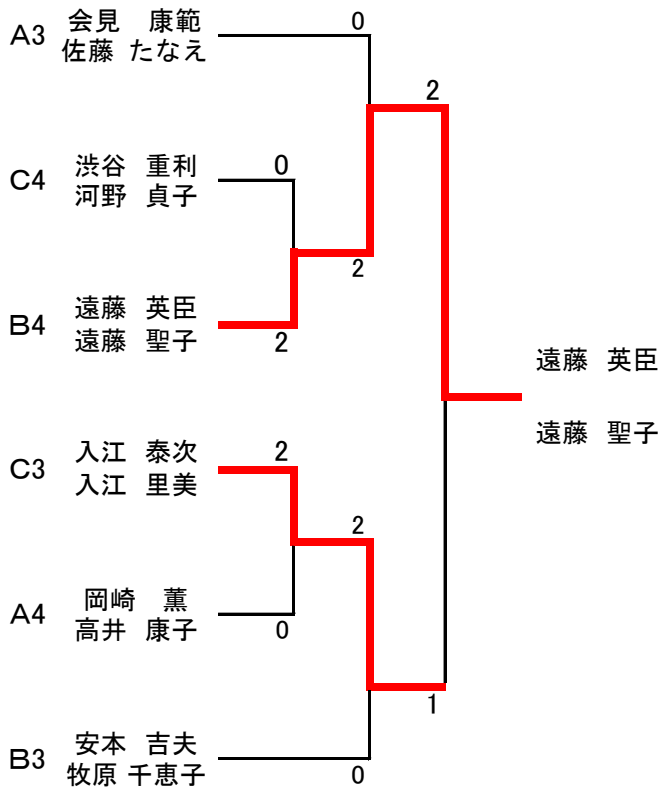 A3 会見 康範 0
佐藤 たなえ
2
C4 渋谷 重利 0
河野 貞子
2
B4 遠藤 英臣
遠藤 聖子 2
遠藤 英臣
遠藤 聖子
C3 入江 泰次 2
入江 里美
2
A4 岡崎 薫
高井 康子 0
1
B3 安本 吉夫
牧原 千恵子 0